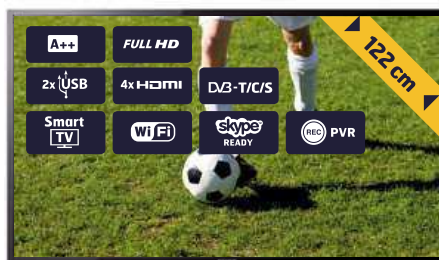 A++
FULL HD
2x USB
4x HDMI
DVB-T/C/S
Smart
TV
WiFi
skype
READY
REC PVR
122 cm